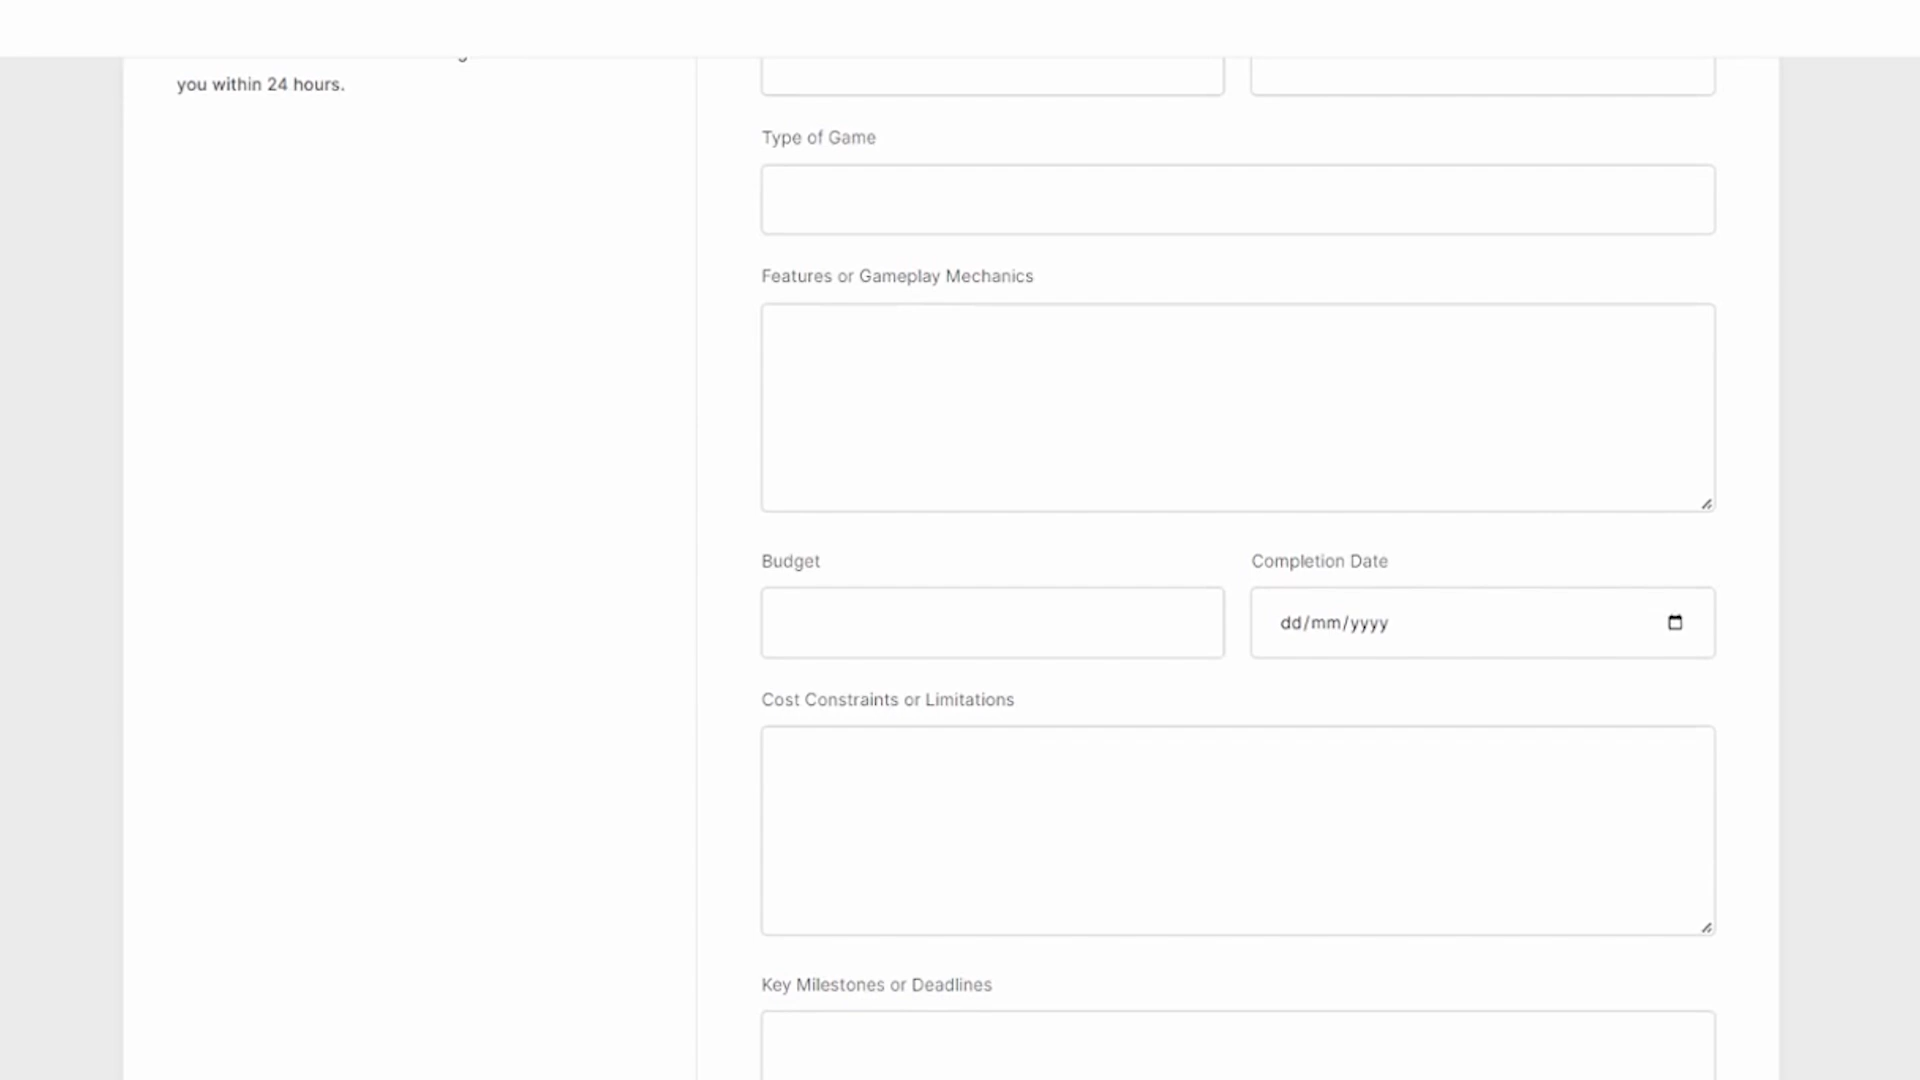 you within 24 hours.
Type of Game
Features or Gameplay Mechanics
Budget
Completion Date
dd/mm/yyyy
Cost Constraints or Limitations
Key Milestones or Deadlines